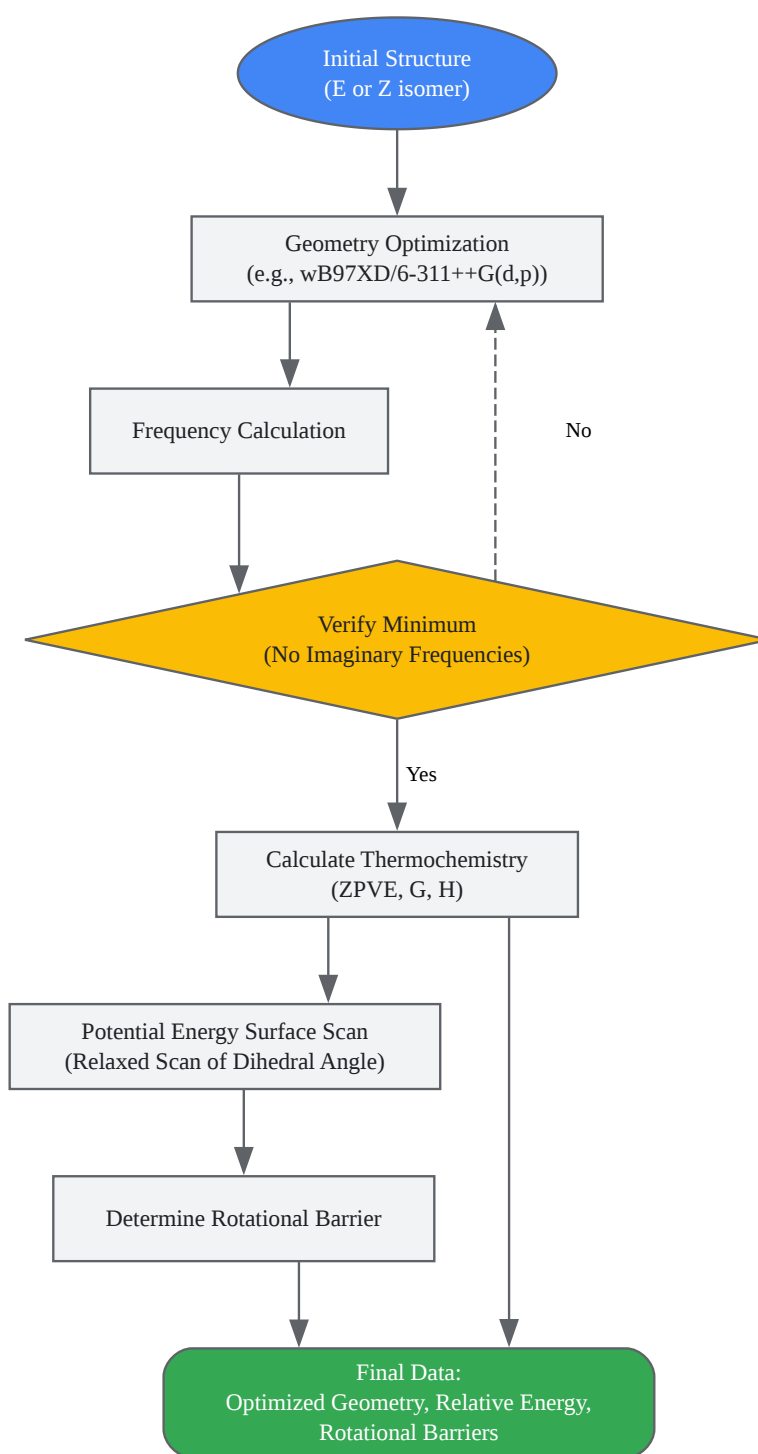 Initial Structure
(E or Z isomer)
Geometry Optimization
(e.g., wB97XD/6-311++G(d,p))
Frequency Calculation
No
Verify Minimum
(No Imaginary Frequencies)
Yes
Calculate Thermochemistry
(ZPVE, G, H)
Potential Energy Surface Scan
(Relaxed Scan of Dihedral Angle)
Determine Rotational Barrier
Final Data:
Optimized Geometry, Relative Energy,
Rotational Barriers